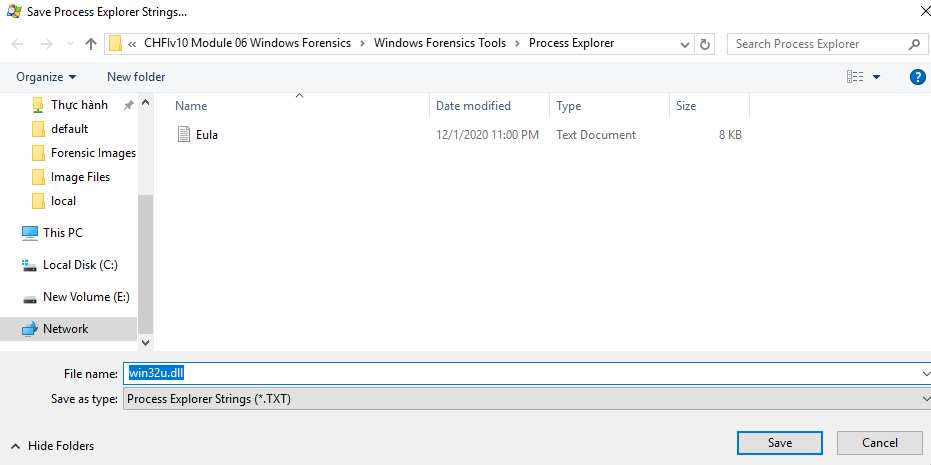 Save Process Explorer Strings...
« CHFIv10 Module 06 Windows Forensics › Windows Forensics Tools › Process Explorer
Search Process Explorer
Organize
New folder
Thực hành
default
Forensic Images
Image Files
local
This PC
Local Disk (C:)
New Volume (E:)
Network
Name Date modified Type Size
Eula 12/1/2020 11:00 PM Text Document 8 KB
File name: win32u.dll
Save as type: Process Explorer Strings (*.TXT)
Hide Folders
Save
Cancel